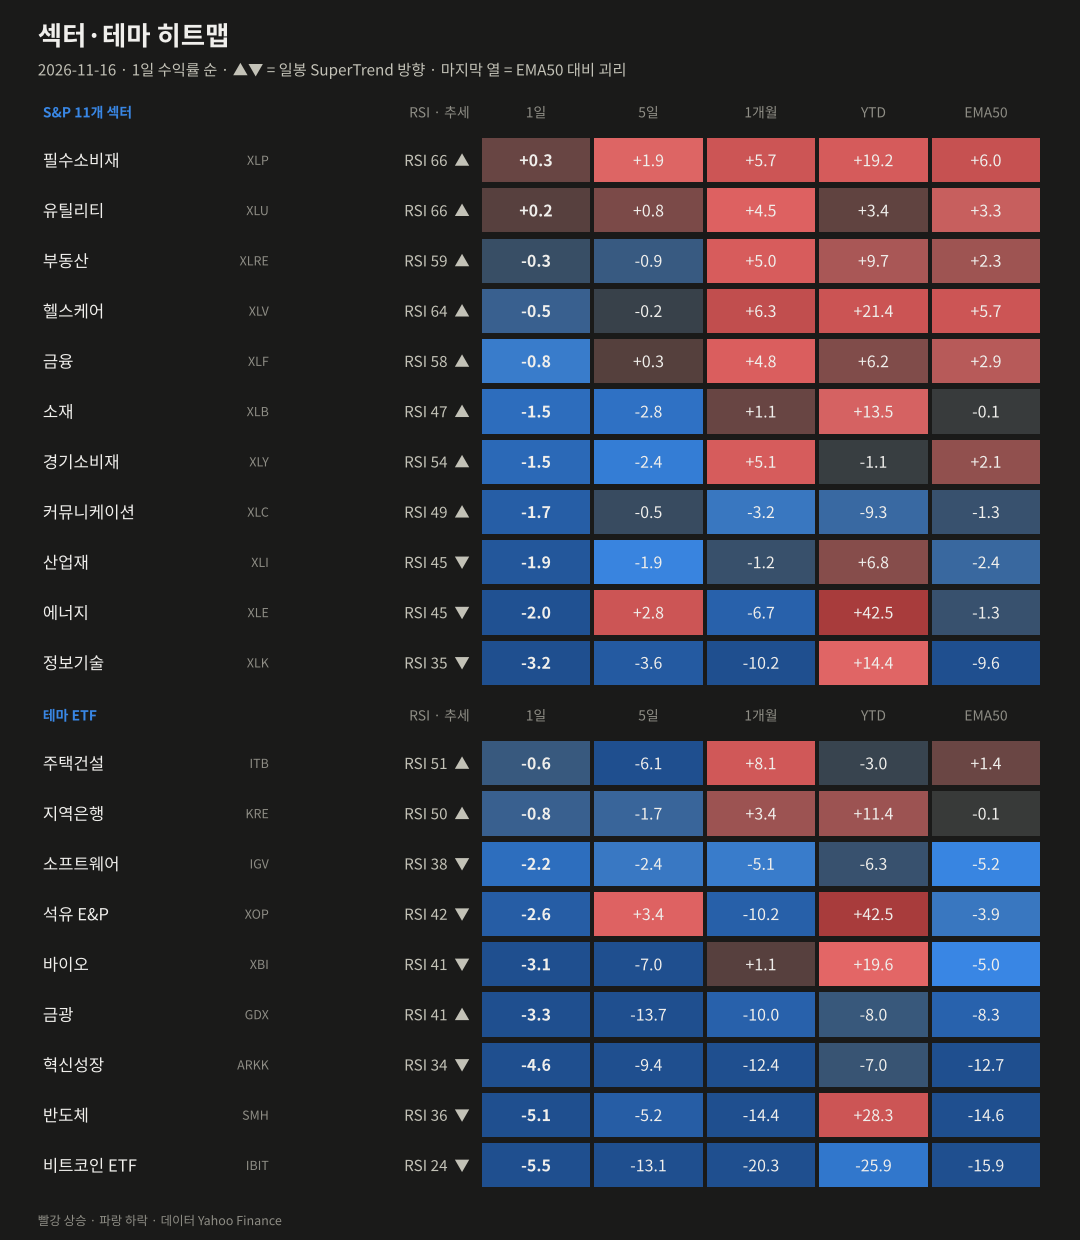 섹터·테마 히트맵
2026-11-16 · 1일 수익률 순 · ▲▼ = 일봉 SuperTrend 방향 · 마지막 열 = EMA50 대비 괴리
S&P 11개 섹터 RSI · 추세 1일 5일 1개월 YTD EMA50
필수소비재 XLP RSI 66 ▲ +0.3 +1.9 +5.7 +19.2 +6.0
유틸리티 XLU RSI 66 ▲ +0.2 +0.8 +4.5 +3.4 +3.3
부동산 XLRE RSI 59 ▲ -0.3 -0.9 +5.0 +9.7 +2.3
헬스케어 XLV RSI 64 ▲ -0.5 -0.2 +6.3 +21.4 +5.7
금융 XLF RSI 58 ▲ -0.8 +0.3 +4.8 +6.2 +2.9
소재 XLB RSI 47 ▲ -1.5 -2.8 +1.1 +13.5 -0.1
경기소비재 XLY RSI 54 ▲ -1.5 -2.4 +5.1 -1.1 +2.1
커뮤니케이션 XLC RSI 49 ▲ -1.7 -0.5 -3.2 -9.3 -1.3
산업재 XLI RSI 45 ▼ -1.9 -1.9 -1.2 +6.8 -2.4
에너지 XLE RSI 45 ▼ -2.0 +2.8 -6.7 +42.5 -1.3
정보기술 XLK RSI 35 ▼ -3.2 -3.6 -10.2 +14.4 -9.6
테마 ETF RSI · 추세 1일 5일 1개월 YTD EMA50
주택건설 ITB RSI 51 ▲ -0.6 -6.1 +8.1 -3.0 +1.4
지역은행 KRE RSI 50 ▲ -0.8 -1.7 +3.4 +11.4 -0.1
소프트웨어 IGV RSI 38 ▼ -2.2 -2.4 -5.1 -6.3 -5.2
석유 E&P XOP RSI 42 ▼ -2.6 +3.4 -10.2 +42.5 -3.9
바이오 XBI RSI 41 ▼ -3.1 -7.0 +1.1 +19.6 -5.0
금광 GDX RSI 41 ▲ -3.3 -13.7 -10.0 -8.0 -8.3
혁신성장 ARKK RSI 34 ▼ -4.6 -9.4 -12.4 -7.0 -12.7
반도체 SMH RSI 36 ▼ -5.1 -5.2 -14.4 +28.3 -14.6
비트코인 ETF IBIT RSI 24 ▼ -5.5 -13.1 -20.3 -25.9 -15.9
빨강 상승 · 파랑 하락 · 데이터 Yahoo Finance